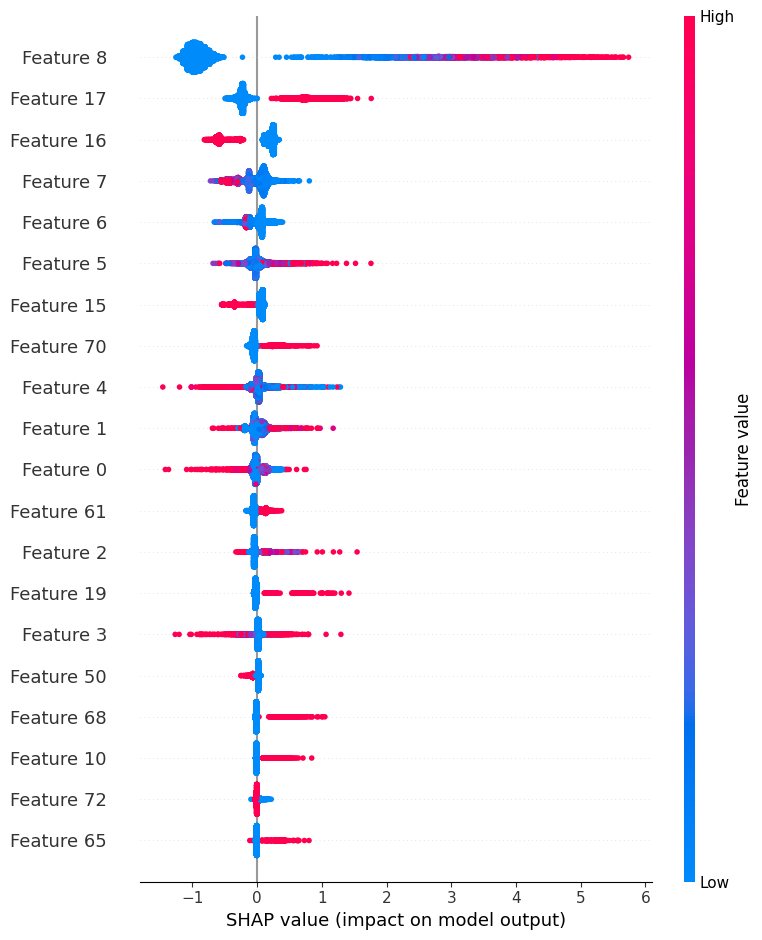 High
Feature 8
Feature 17
Feature 16
Feature 7
Feature 6
Feature 5
Feature 15
Feature 70
Feature 4
Feature 1
Feature 0
Feature 61
Feature 2
Feature 19
Feature 3
Feature 50
Feature 68
Feature 10
Feature 72
Feature 65
Feature value
Low
−1 0 1 2 3 4 5 6
SHAP value (impact on model output)